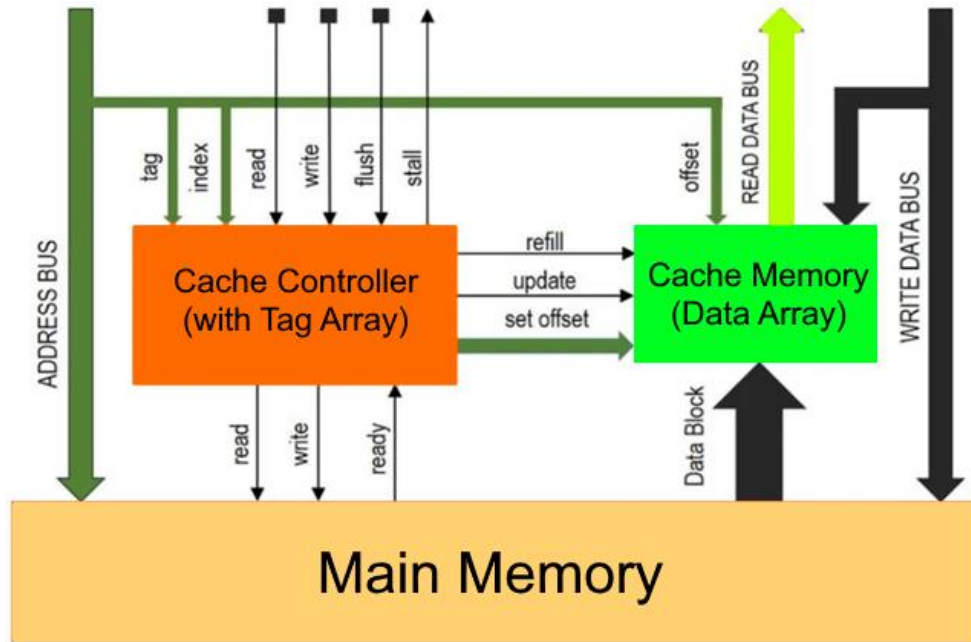 tag
index
read
write
flush
stall
offset
READ DATA BUS
ADDRESS BUS
WRITE DATA BUS
Cache Controller
(with Tag Array)
refill
update
set offset
Cache Memory
(Data Array)
read
write
ready
Data Block
Main Memory